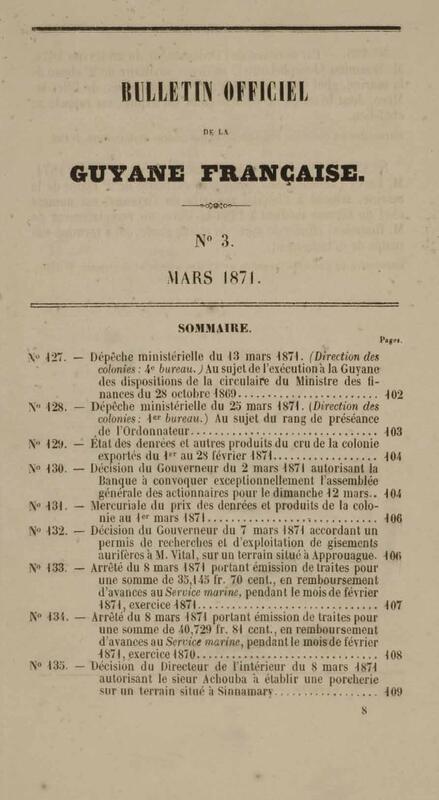 BULLETIN OFFICIEL
DE LA
GUYANE FRANÇAISE.
Nº 3.
MARS 1871.
SOMMAIRE.
Pages.
Nº 127. — Dépêche ministérielle du 13 mars 1871. (Direction des
colonies : 4e bureau.) Au sujet de l'exécution à la Guyane
des dispositions de la circulaire du Ministre des fi-
nances du 28 octobre 1869........................ 102
Nº 128. — Dépêche ministérielle du 25 mars 1871. (Direction des
colonies: 1er bureau.) Au sujet du rang de préséance
de l'Ordonnateur................................ 103
Nº 129. — État des denrées et autres produits du cru de la colonie
exportés du 1er au 28 février 1871................ 104
Nº 130. — Décision du Gouverneur du 2 mars 1871 autorisant la
Banque à convoquer exceptionnellement l'assemblée
générale des actionnaires pour le dimanche 12 mars.. 104
Nº 131. — Mercuriale du prix des denrées et produits de la colo-
nie au 1er mars 1871............................. 106
Nº 132. — Décision du Gouverneur du 7 mars 1871 accordant un
permis de recherches et d'exploitation de gisements
aurifères à M. Vital, sur un terrain situé à Approuague. 106
Nº 133. — Arrêté du 8 mars 1871 portant émission de traites pour
une somme de 35,145 fr. 70 cent., en remboursement
d'avances au Service marine, pendant le mois de février
1871, exercice 1871.............................. 107
Nº 134. — Arrêté du 8 mars 1871 portant émission de traites pour
une somme de 40,729 fr. 81 cent., en remboursement
d'avances au Service marine, pendant le mois de février
1871, exercice 1870.............................. 108
Nº 135. — Décision du Directeur de l'intérieur du 8 mars 1871
autorisant le sieur Achouba à établir une porcherie
sur un terrain situé à Sinnamary.................. 109
8